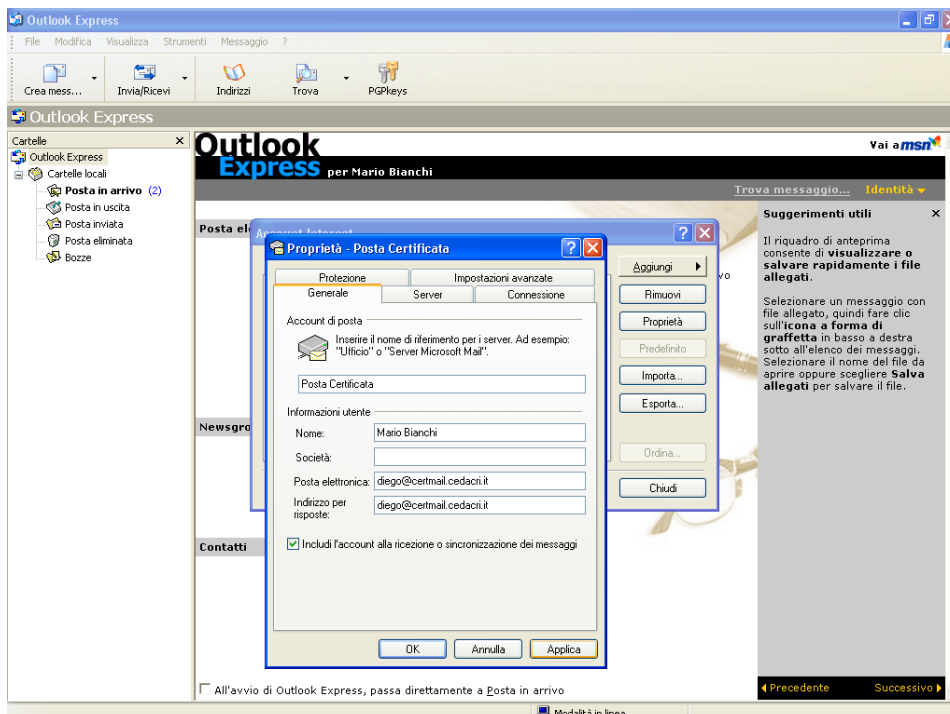 Outlook Express
File Modifica Visualizza Strumenti Messaggio ?
Crea mess... Invia/Ricevi Indirizzi Trova PGPkeys
Outlook Express
Cartelle x
Outlook Express
Cartelle locali
Posta in arrivo (2)
Posta in uscita
Posta inviata
Posta eliminata
Bozze
Outlook
Express per Mario Bianchi
Vai a msn
Trova messaggio... Identità
Posta el
Newsgro
Contatti
Account Internet
Aggiungi
Rimuovi
Proprietà
Predefinito
Importa...
Esporta...
Ordina...
Chiudi
vo
Proprietà - Posta Certificata
Protezione Impostazioni avanzate
Generale Server Connessione
Account di posta
Inserire il nome di riferimento per i server. Ad esempio:
"Ufficio" o "Server Microsoft Mail".
Posta Certificata
Informazioni utente
Nome: Mario Bianchi
Società:
Posta elettronica: diego@certmail.cedacri.it
Indirizzo per
risposte: diego@certmail.cedacri.it
Includi l'account alla ricezione o sincronizzazione dei messaggi
OK Annulla Applica
Suggerimenti utili x
Il riquadro di anteprima
consente di visualizzare o
salvare rapidamente i file
allegati.
Selezionare un messaggio con
file allegato, quindi fare clic
sull'icona a forma di
graffetta in basso a destra
sotto all'elenco dei messaggi.
Selezionare il nome del file da
aprire oppure scegliere Salva
allegati per salvare il file.
Precedente Successivo
All'avvio di Outlook Express, passa direttamente a Posta in arrivo
Modalità in linea